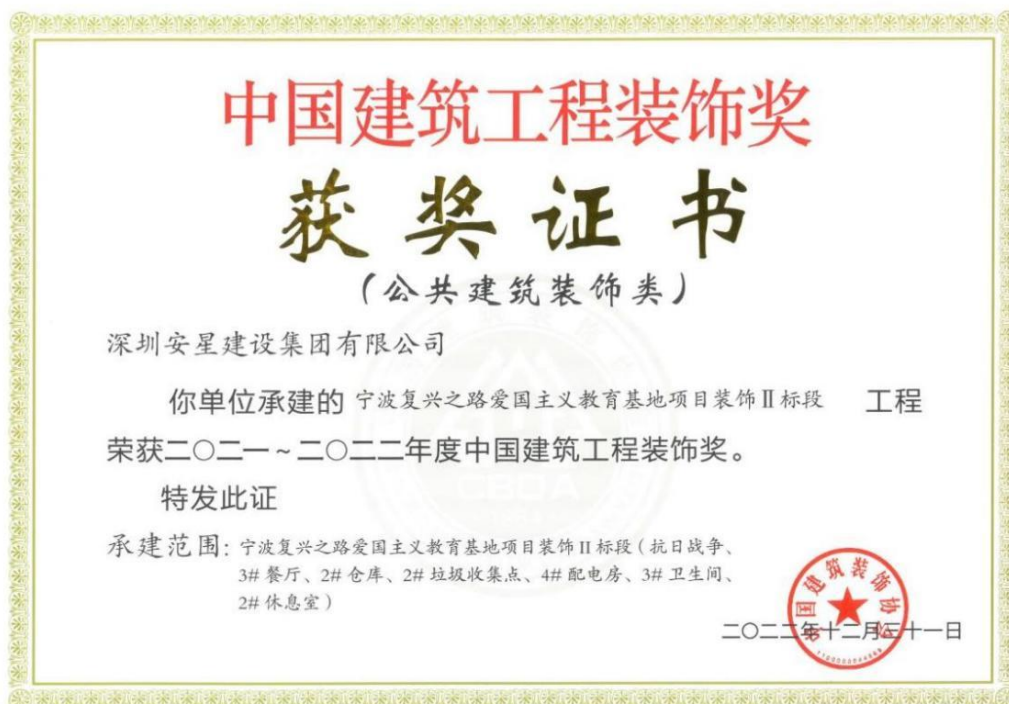 中国建筑工程装饰奖
获奖证书
（公共建筑装饰类）
深圳安星建设集团有限公司
你单位承建的 宁波复兴之路爱国主义教育基地项目装饰Ⅱ标段 工程
荣获二〇二一～二〇二二年度中国建筑工程装饰奖。
特发此证
承建范围：宁波复兴之路爱国主义教育基地项目装饰Ⅱ标段（抗日战争、
3# 餐厅、2# 仓库、2# 垃圾收集点、4# 配电房、3# 卫生间、
2# 休息室）
中国建筑装饰协会
二〇二二年十二月三十一日
CBDA